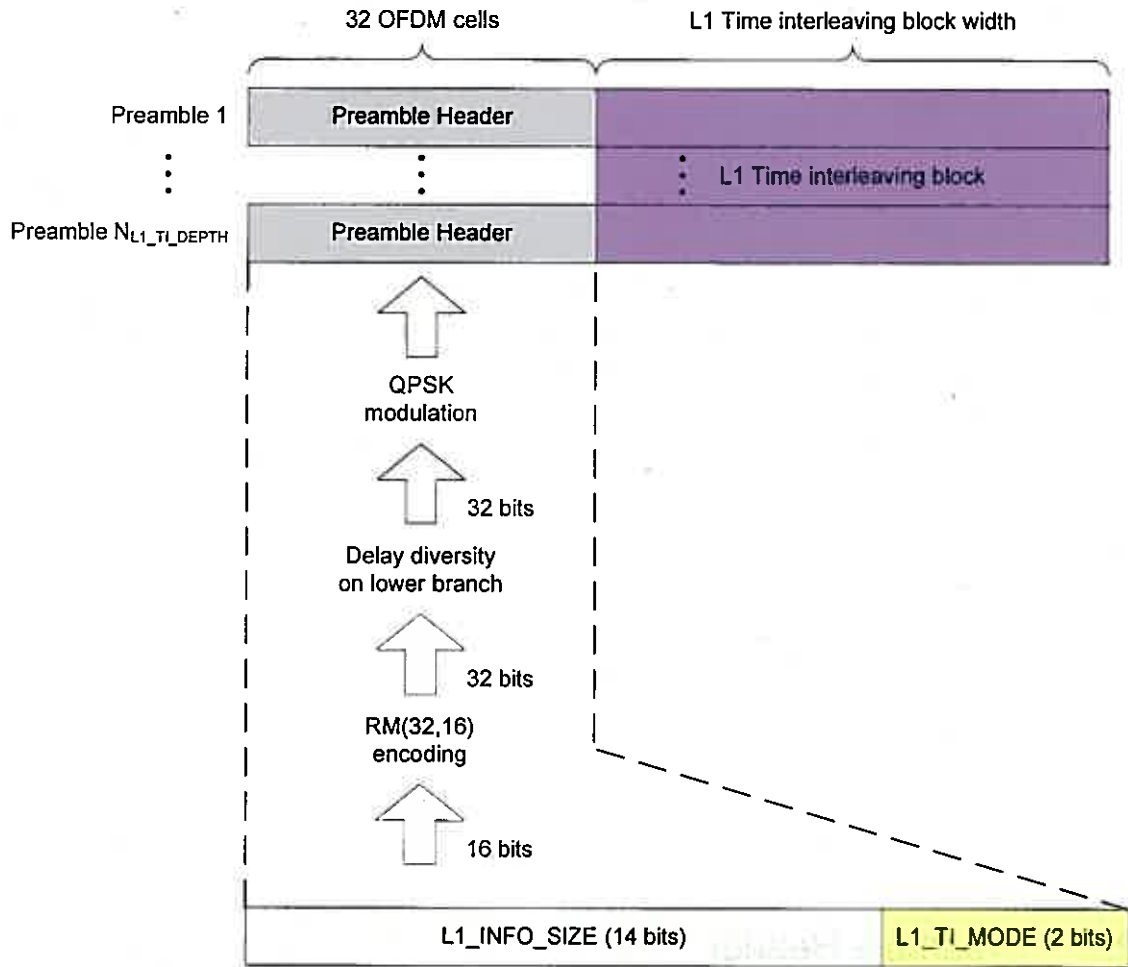 32 OFDM cells
L1 Time interleaving block width
Preamble 1
Preamble Header
L1 Time interleaving block
Preamble NL1_TI_DEPTH
Preamble Header
QPSK
modulation
32 bits
Delay diversity
on lower branch
32 bits
RM(32,16)
encoding
16 bits
L1_INFO_SIZE (14 bits)
L1_TI_MODE (2 bits)